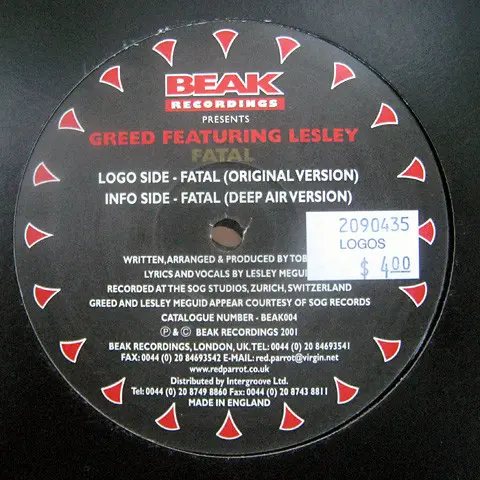 BEAK
RECORDINGS
PRESENTS
GREED FEATURING LESLEY
FATAL
LOGO SIDE - FATAL (ORIGINAL VERSION)
INFO SIDE - FATAL (DEEP AIR VERSION)
2090435
LOGOS
$ 4.00
WRITTEN, ARRANGED & PRODUCED BY
LYRICS AND VOCALS BY LESLEY
RECORDED AT THE SOG STUDIOS, ZURICH, SWITZERLAND
GREED AND LESLEY MEGUID APPEAR COURTESY OF SOG RECORDS
CATALOGUE NUMBER - BEAK004
Ⓟ & © BEAK RECORDINGS 2001
BEAK RECORDINGS, LONDON, UK. TEL: 0044 (0) 20 84693541
FAX: 0044 (0) 20 84693542 E-MAIL: red.parrot@virgin.net
www.redparrot.co.uk
Distributed by Intergroove Ltd.
Tel: 0044 (0) 20 8749 8860 Fax: 0044 (0) 20 8743 8811
MADE IN ENGLAND